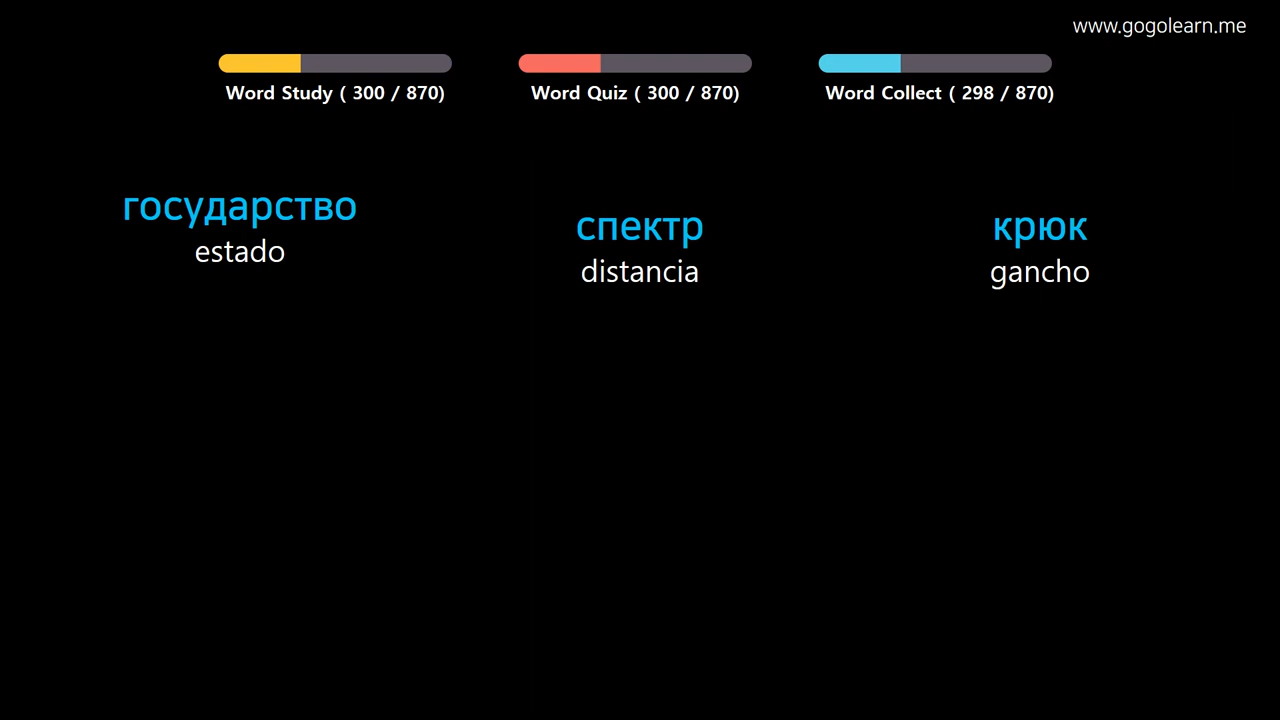 www.gogolearn.me
Word Study ( 300 / 870)
Word Quiz ( 300 / 870)
Word Collect ( 298 / 870)
государство
estado
спектр
distancia
крюк
gancho